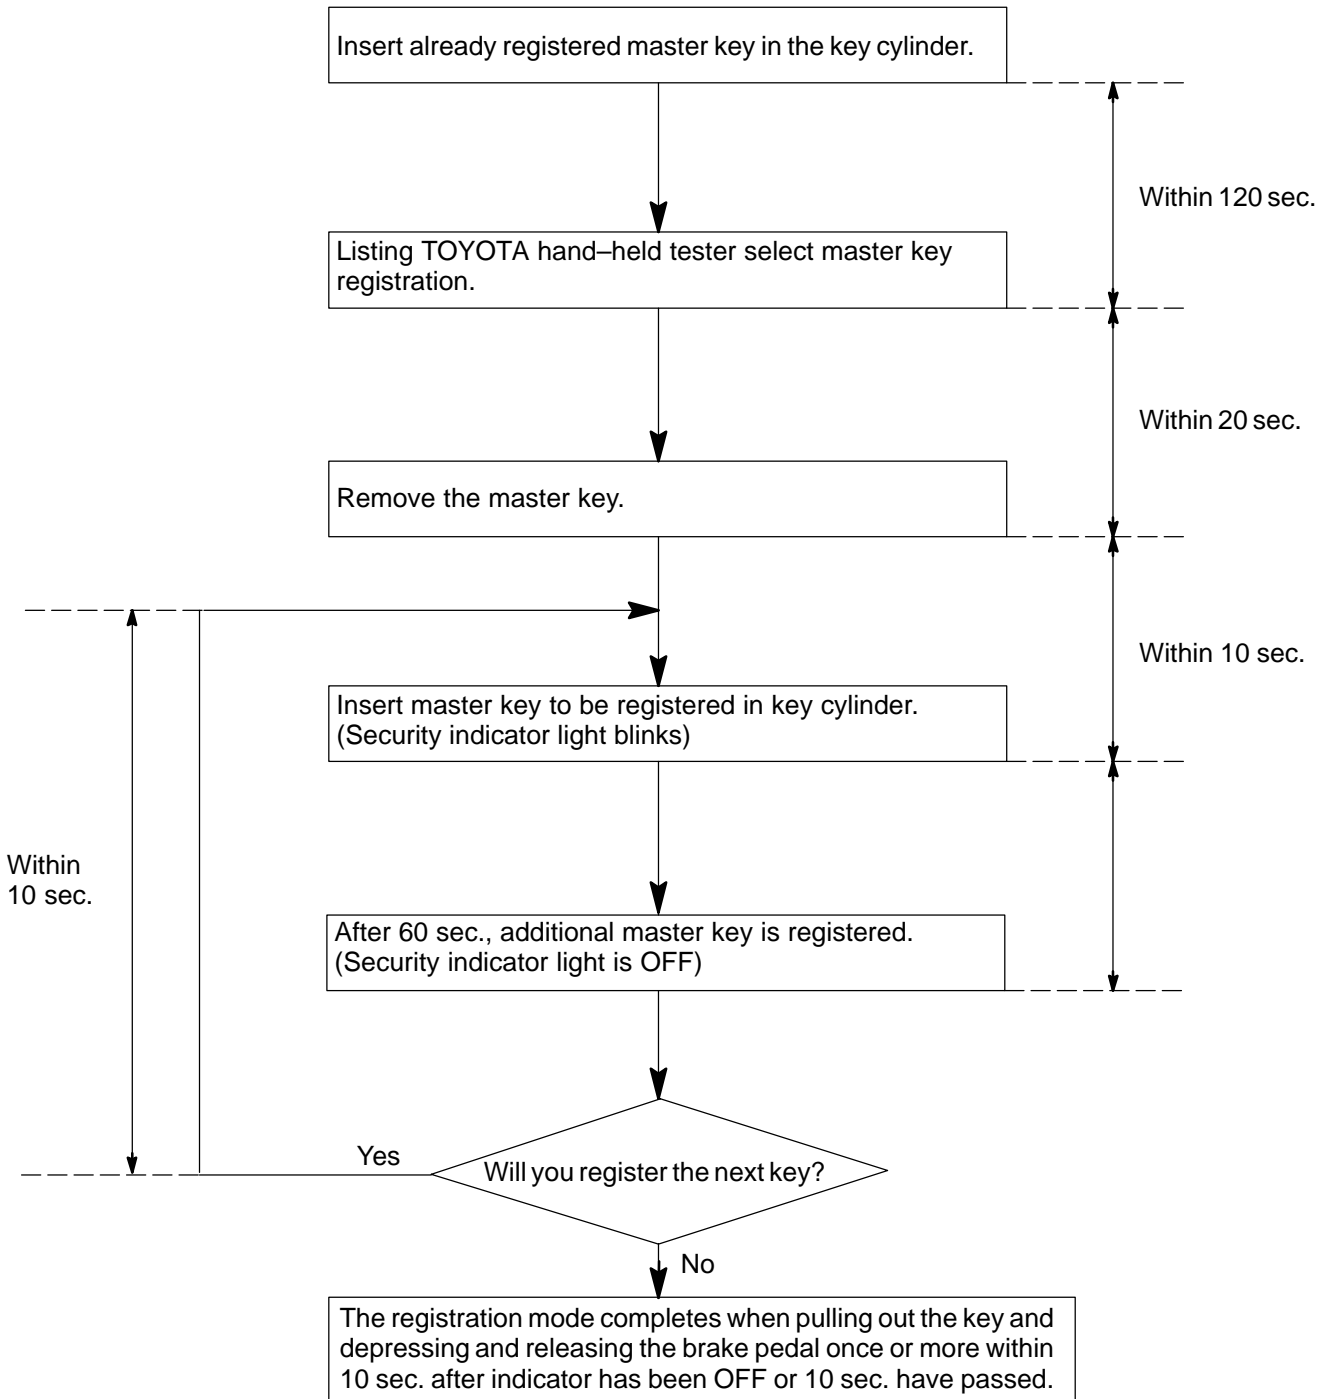 Insert already registered master key in the key cylinder.
Within 120 sec.
Listing TOYOTA hand–held tester select master key
registration.
Within 20 sec.
Remove the master key.
Within 10 sec.
Insert master key to be registered in key cylinder.
(Security indicator light blinks)
Within
10 sec.
After 60 sec., additional master key is registered.
(Security indicator light is OFF)
Yes
Will you register the next key?
No
The registration mode completes when pulling out the key and
depressing and releasing the brake pedal once or more within
10 sec. after indicator has been OFF or 10 sec. have passed.